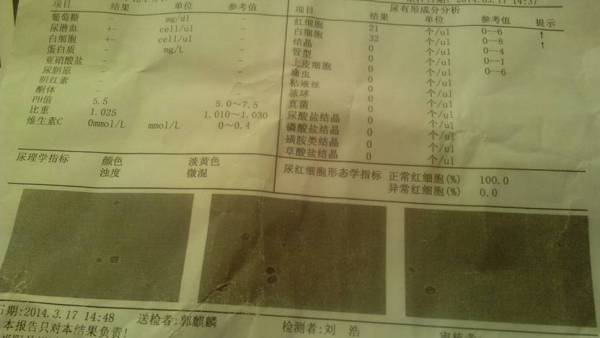 项目 结果 单位 参考值
葡萄糖 - mg/dl
尿潜血 +- cell/ul
白细胞 - cell/ul
蛋白质 - mg/L
亚硝酸盐 -
尿胆原 -
胆红素 -
酮体 -
PH值 5.5 5.0～7.5
比重 1.025 1.010～1.030
维生素C 0mmol/L mmol/L 0～0.4
尿理学指标 颜色 淡黄色
浊度 微混
尿有形成分分析
项目 结果 单位 参考值 提示
红细胞 21 个/ul 0—6 !
白细胞 32 个/ul 0—8 !
结晶 0 个/ul 0—4
管型 0 个/ul 0—1
上皮细胞 0 个/ul 0—6
0 个/ul
粘液丝 0 个/ul
0 个/ul
真菌 0 个/ul
尿酸盐结晶 0 个/ul
磷酸盐结晶 0 个/ul
磺胺类结晶 0 个/ul
草酸盐结晶 0 个/ul
尿红细胞形态学指标 正常红细胞(%) 100.0
异常红细胞(%) 0.0
期:2014.3.17 14:48 送检者:郭麒麟 检测者:刘 浩 审核者
本报告只对本结果负责!